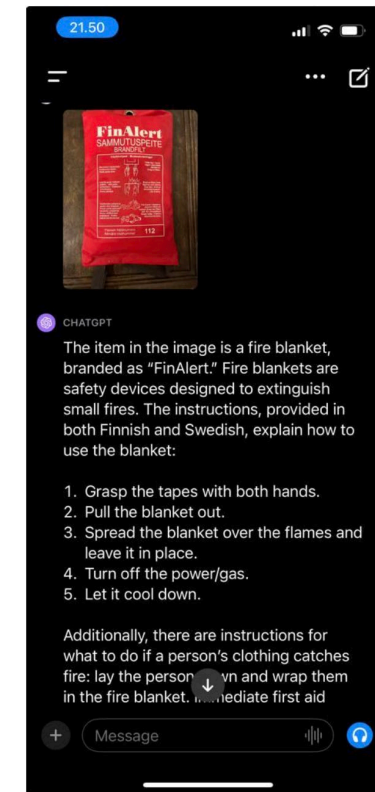 21.50
FinAlert
SAMMUTUSPEITE
BRANDFILT
112
CHATGPT
The item in the image is a fire blanket,
branded as “FinAlert.” Fire blankets are
safety devices designed to extinguish
small fires. The instructions, provided in
both Finnish and Swedish, explain how to
use the blanket:
1. Grasp the tapes with both hands.
2. Pull the blanket out.
3. Spread the blanket over the flames and
leave it in place.
4. Turn off the power/gas.
5. Let it cool down.
Additionally, there are instructions for
what to do if a person’s clothing catches
fire: lay the person and wrap them
in the fire blanket. first aid
Message